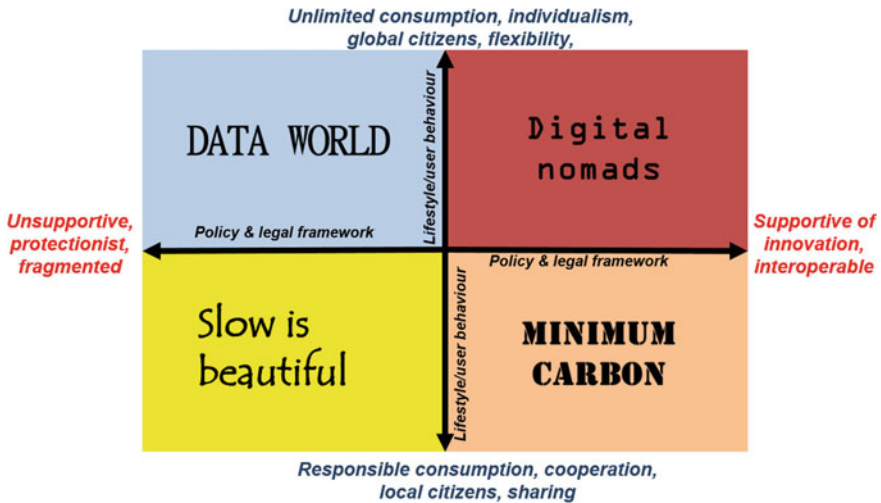 Unlimited consumption, individualism,
global citizens, flexibility,
DATA WORLD
Lifestyle/user behaviour
Digital
nomads
Unsupportive,
protectionist,
fragmented
Policy & legal framework
Policy & legal framework
Supportive of
innovation,
interoperable
Slow is
beautiful
Lifestyle/user behaviour
MINIMUM
CARBON
Responsible consumption, cooperation,
local citizens, sharing